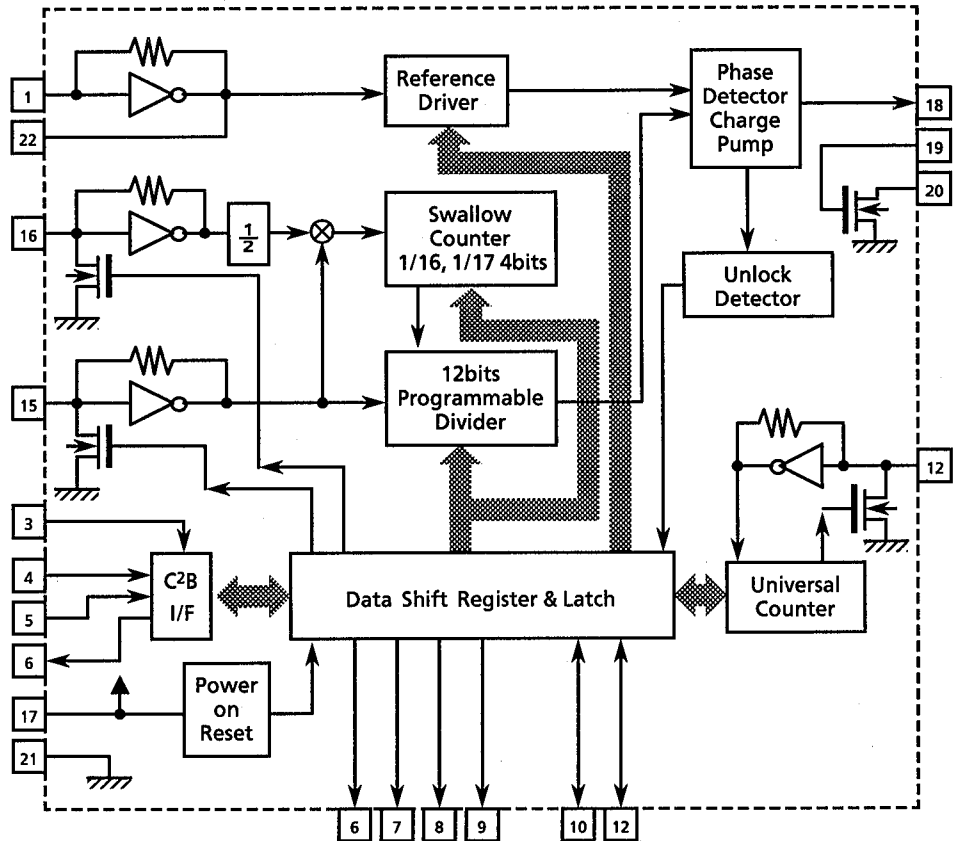 1
22
16
15
3
4
5
6
17
21
Reference
Driver
Phase
Detector
Charge
Pump
18
19
20
1
2
Swallow
Counter
1/16, 1/17 4bits
Unlock
Detector
12bits
Programmable
Divider
12
C²B
I/F
Data Shift Register & Latch
Universal
Counter
Power
on
Reset
6
7
8
9
10
12